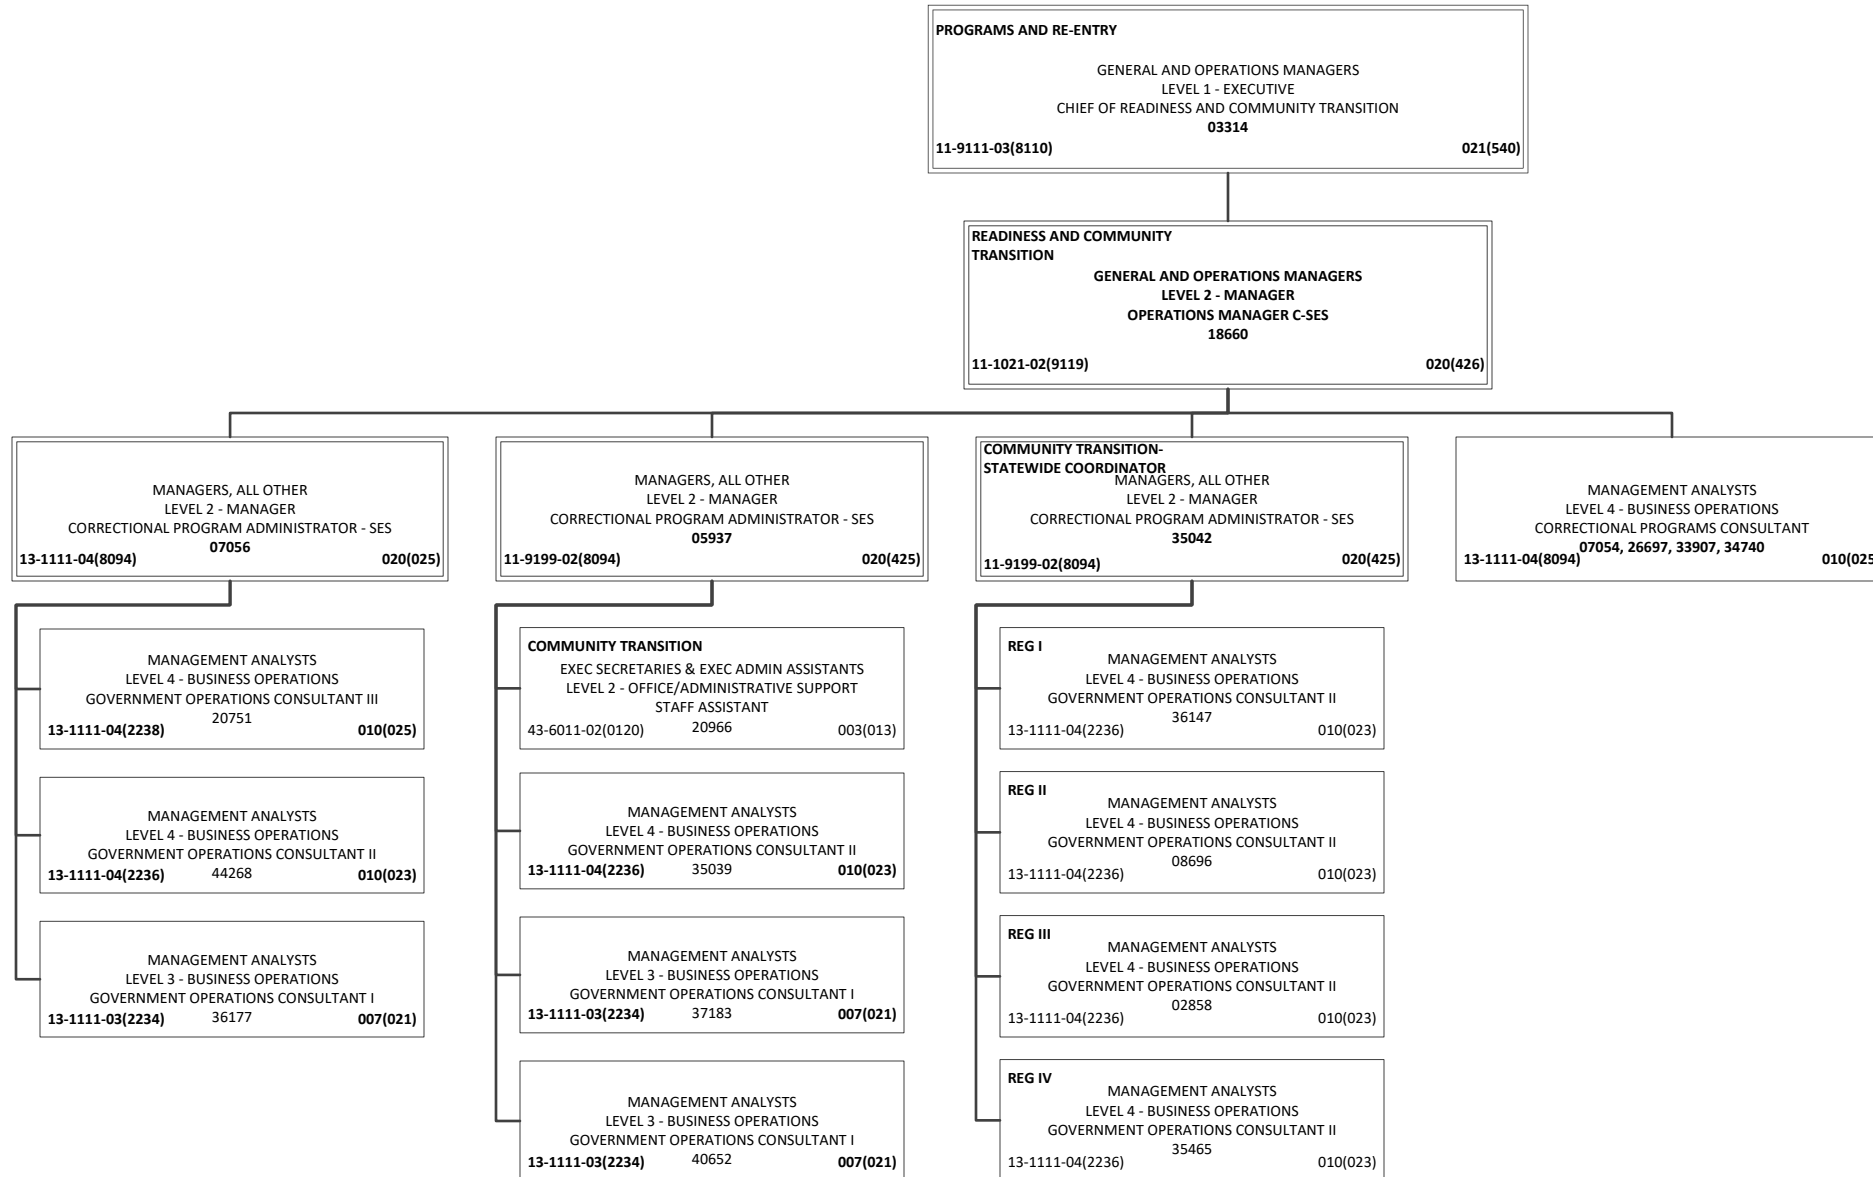 PROGRAMS AND RE-ENTRY
GENERAL AND OPERATIONS MANAGERS
LEVEL 1 - EXECUTIVE
CHIEF OF READINESS AND COMMUNITY TRANSITION
03314
11-9111-03(8110) 021(540)
READINESS AND COMMUNITY
TRANSITION
GENERAL AND OPERATIONS MANAGERS
LEVEL 2 - MANAGER
OPERATIONS MANAGER C-SES
18660
11-1021-02(9119) 020(426)
MANAGERS, ALL OTHER
LEVEL 2 - MANAGER
CORRECTIONAL PROGRAM ADMINISTRATOR - SES
07056
13-1111-04(8094) 020(025)
MANAGERS, ALL OTHER
LEVEL 2 - MANAGER
CORRECTIONAL PROGRAM ADMINISTRATOR - SES
05937
11-9199-02(8094) 020(425)
COMMUNITY TRANSITION-
STATEWIDE COORDINATOR
MANAGERS, ALL OTHER
LEVEL 2 - MANAGER
CORRECTIONAL PROGRAM ADMINISTRATOR - SES
35042
11-9199-02(8094) 020(425)
MANAGEMENT ANALYSTS
LEVEL 4 - BUSINESS OPERATIONS
CORRECTIONAL PROGRAMS CONSULTANT
07054, 26697, 33907, 34740
13-1111-04(8094) 010(025
MANAGEMENT ANALYSTS
LEVEL 4 - BUSINESS OPERATIONS
GOVERNMENT OPERATIONS CONSULTANT III
20751
13-1111-04(2238) 010(025)
MANAGEMENT ANALYSTS
LEVEL 4 - BUSINESS OPERATIONS
GOVERNMENT OPERATIONS CONSULTANT II
13-1111-04(2236) 44268 010(023)
MANAGEMENT ANALYSTS
LEVEL 3 - BUSINESS OPERATIONS
GOVERNMENT OPERATIONS CONSULTANT I
13-1111-03(2234) 36177 007(021)
COMMUNITY TRANSITION
EXEC SECRETARIES & EXEC ADMIN ASSISTANTS
LEVEL 2 - OFFICE/ADMINISTRATIVE SUPPORT
STAFF ASSISTANT
43-6011-02(0120) 20966 003(013)
MANAGEMENT ANALYSTS
LEVEL 4 - BUSINESS OPERATIONS
GOVERNMENT OPERATIONS CONSULTANT II
13-1111-04(2236) 35039 010(023)
MANAGEMENT ANALYSTS
LEVEL 3 - BUSINESS OPERATIONS
GOVERNMENT OPERATIONS CONSULTANT I
13-1111-03(2234) 37183 007(021)
MANAGEMENT ANALYSTS
LEVEL 3 - BUSINESS OPERATIONS
GOVERNMENT OPERATIONS CONSULTANT I
13-1111-03(2234) 40652 007(021)
REG I
MANAGEMENT ANALYSTS
LEVEL 4 - BUSINESS OPERATIONS
GOVERNMENT OPERATIONS CONSULTANT II
36147
13-1111-04(2236) 010(023)
REG II
MANAGEMENT ANALYSTS
LEVEL 4 - BUSINESS OPERATIONS
GOVERNMENT OPERATIONS CONSULTANT II
08696
13-1111-04(2236) 010(023)
REG III
MANAGEMENT ANALYSTS
LEVEL 4 - BUSINESS OPERATIONS
GOVERNMENT OPERATIONS CONSULTANT II
02858
13-1111-04(2236) 010(023)
REG IV
MANAGEMENT ANALYSTS
LEVEL 4 - BUSINESS OPERATIONS
GOVERNMENT OPERATIONS CONSULTANT II
35465
13-1111-04(2236) 010(023)